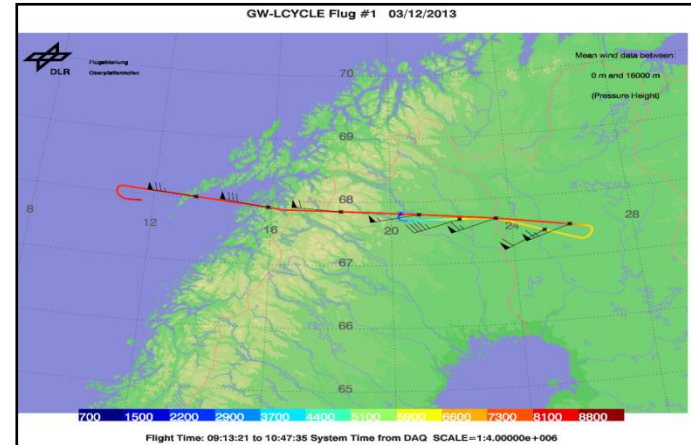 GW-LCYCLE Flug #1 03/12/2013
DLR
Flugabteilung
Oberpfaffenhofen
Mean wind data between:
0 m and 16000 m
(Pressure Height)
70
69
68
67
66
65
8
12
16
20
24
28
700 1500 2200 2900 3700 4400 5100 5900 6600 7300 8100 8800
Flight Time: 09:13:21 to 10:47:35 System Time from DAQ SCALE=1:4.00000e+006